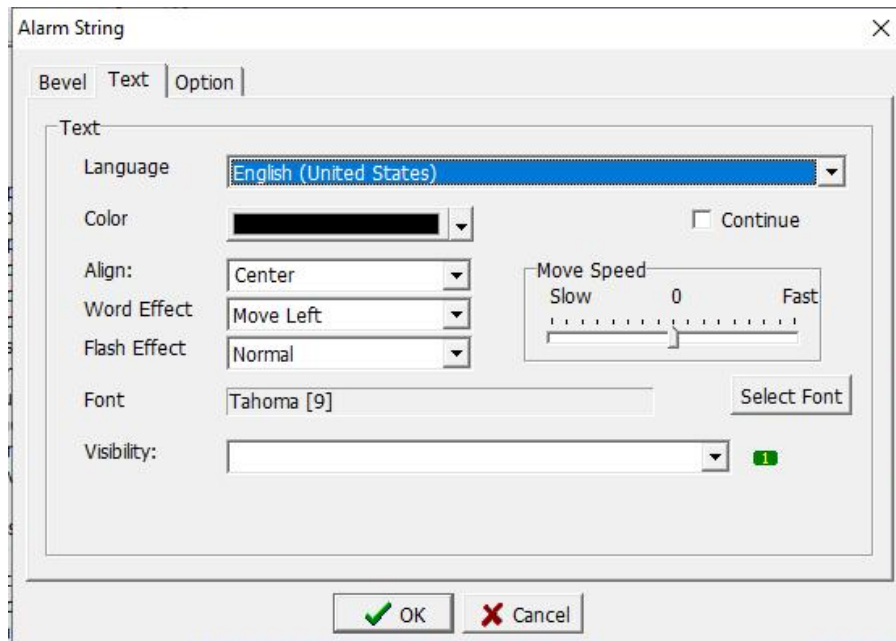 Alarm String
Bevel Text Option
Text
Language English (United States)
Color Continue
Align: Center Move Speed
Slow 0 Fast
Word Effect Move Left
Flash Effect Normal
Font Tahoma [9] Select Font
Visibility: 1
OK Cancel